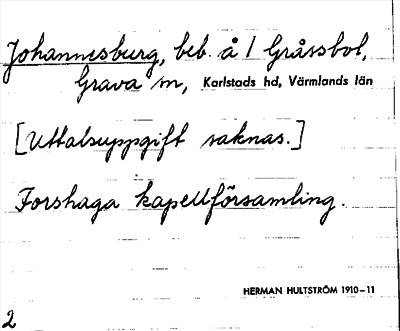 Johannesburg, beb. å 1 Gråssbol,
Grava sn, Karlstads hd, Värmlands län
[Uttalsuppgift saknas.]
Forshaga kapellförsamling.
HERMAN HULTSTRÖM 1910-11
2